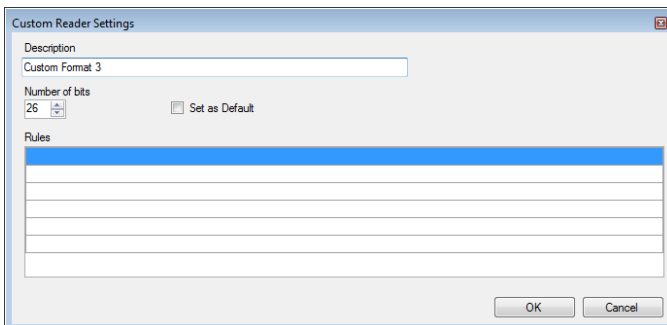 Custom Reader Settings
Description
Custom Format 3
Number of bits
26
Set as Default
Rules
OK Cancel